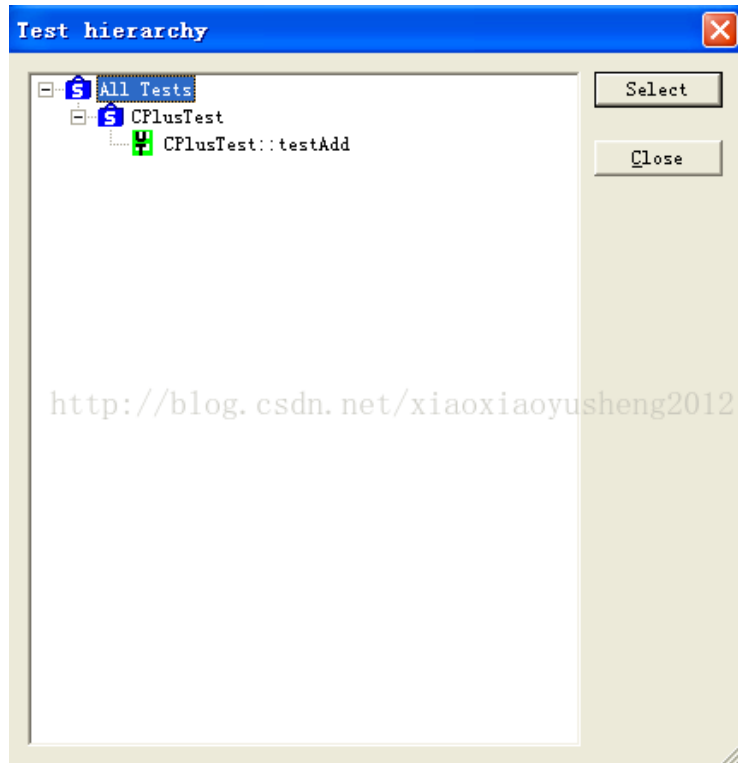 Test hierarchy
All Tests
Select
CPlusTest
CPlusTest::testAdd
Close
http://blog.csdn.net/xiaoxiaoyusheng2012